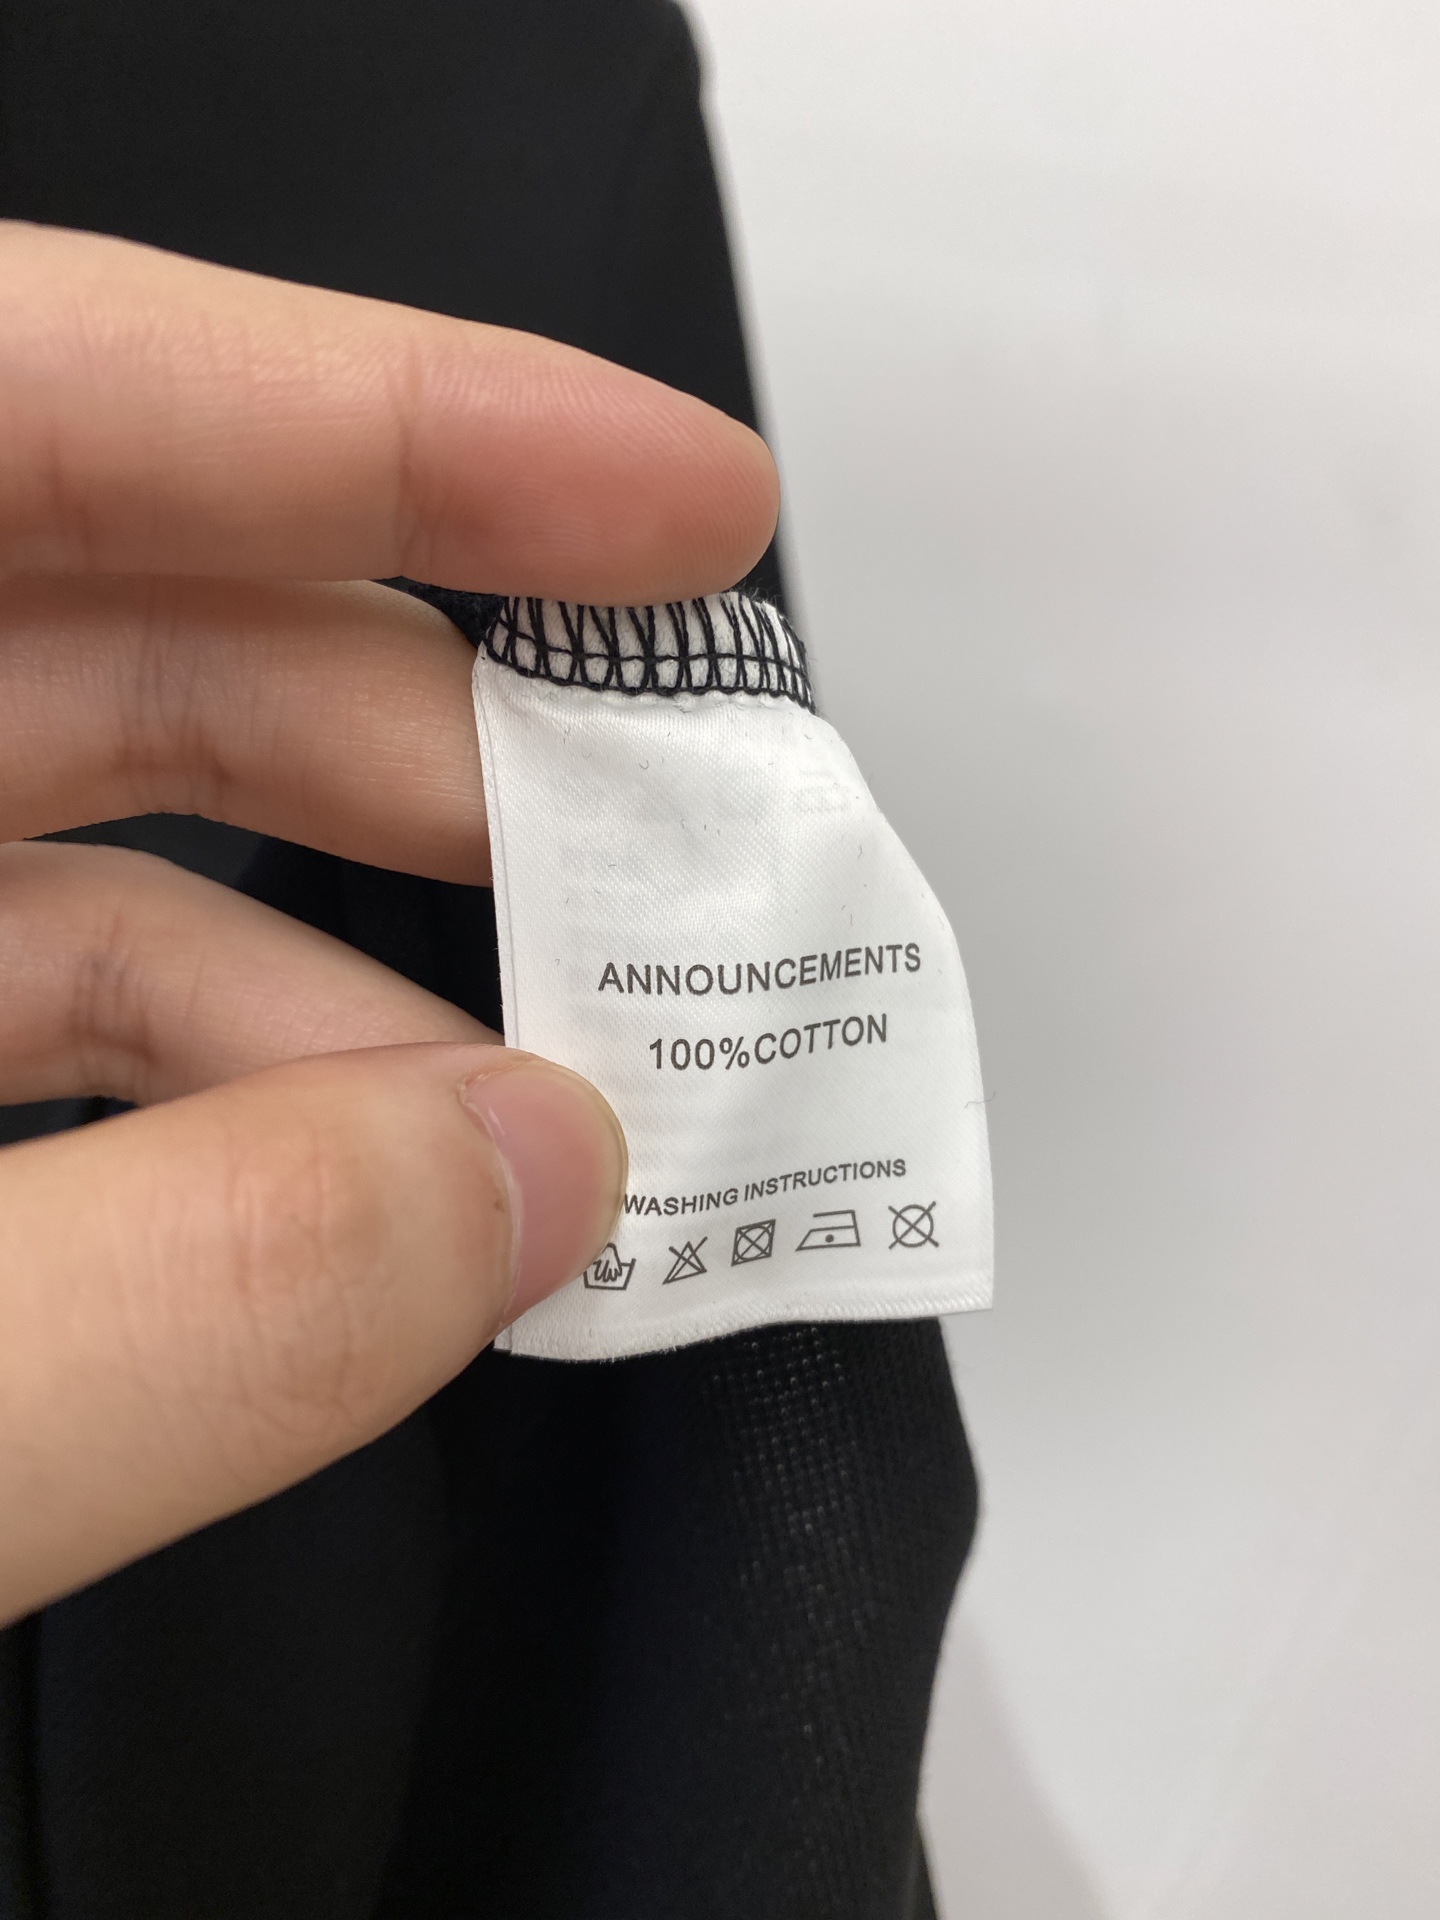 ANNOUNCEMENTS
100%COTTON
WASHING INSTRUCTIONS